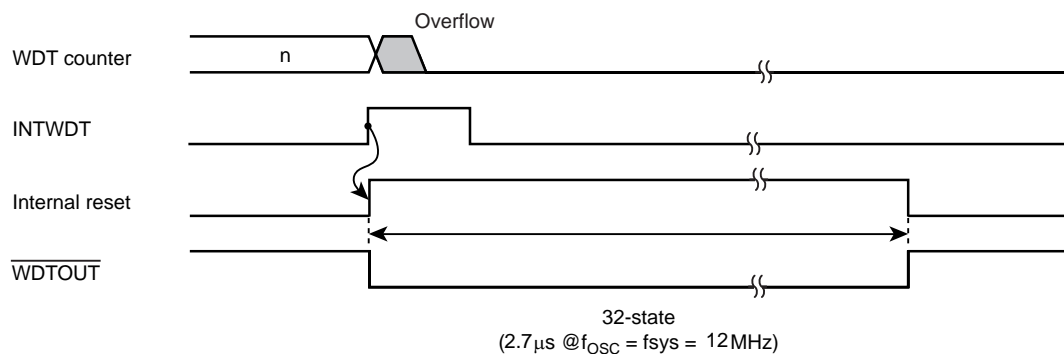 Overflow
WDT counter
n
INTWDT
Internal reset
WDTOUT
32-state
(2.7μs @fOSC = fsys = 12MHz)